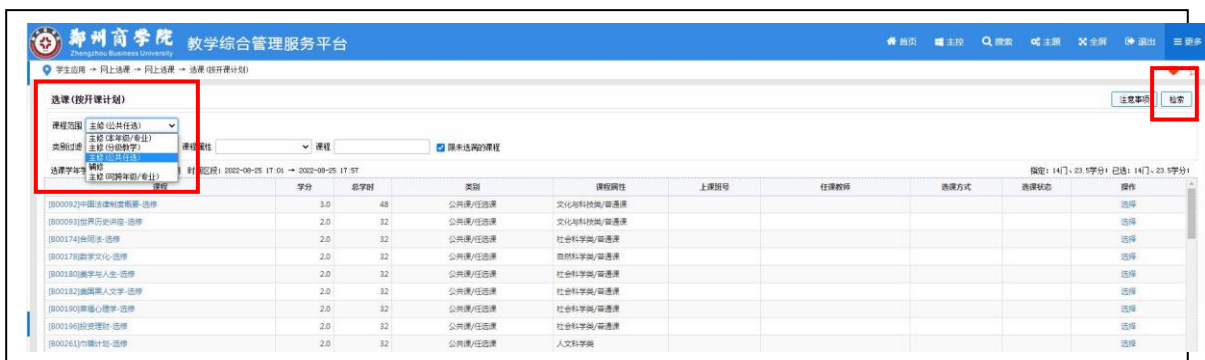 郑州商学院 教学综合管理服务平台 首页 主控 搜索 主题 全屏 退出 更多
Zhengzhou Business University
学生应用 → 网上选课 → 网上选课 → 选课(按开课计划)
选课(按开课计划) 注意事项 检索
课程范围 主修(公共任选)
主修(本年级/专业)
类别过滤 主修(分级教学) 课程属性 课程 限未选满的课程
主修(公共任选)
辅修
选课学年学 时间区段: 2022-08-25 17:01 → 2022-08-25 17:57 指定: 14门、23.5学分; 已选: 14门、23.5学分;
主修(可跨年级/专业)
课程 学分 总学时 类别 课程属性 上课班号 任课教师 选课方式 选课状态 操作
[B00092]中国法律制度概要-选修 3.0 48 公共课/任选课 文化与科技类/普通课 选择
[B00093]世界历史讲座-选修 2.0 32 公共课/任选课 文化与科技类/普通课 选择
[B00174]合同法-选修 2.0 32 公共课/任选课 社会科学类/普通课 选择
[B00178]数学文化-选修 2.0 32 公共课/任选课 自然科学类/普通课 选择
[B00180]美学与人生-选修 2.0 32 公共课/任选课 社会科学类/普通课 选择
[B00182]美国黑人文学-选修 2.0 32 公共课/任选课 社会科学类/普通课 选择
[B00190]幸福心理学-选修 2.0 32 公共课/任选课 社会科学类/普通课 选择
[B00196]投资理财-选修 2.0 32 公共课/任选课 社会科学类/普通课 选择
[B00261]巾帼计划-选修 2.0 32 公共课/任选课 人文科学类 选择